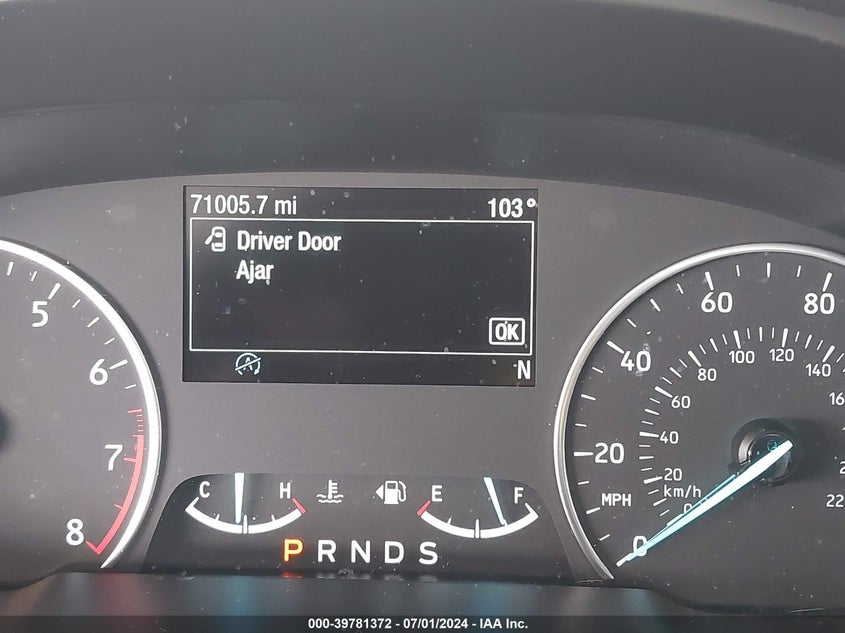 71005.7 mi 103°
Driver Door
Ajar
OK
N
5
6
7
8
C H E F
P R N D S
60 80
40
20
0
MPH
100 120
80 140
60
40
20
km/h
0
000-39781372 - 07/01/2024 - IAA Inc.